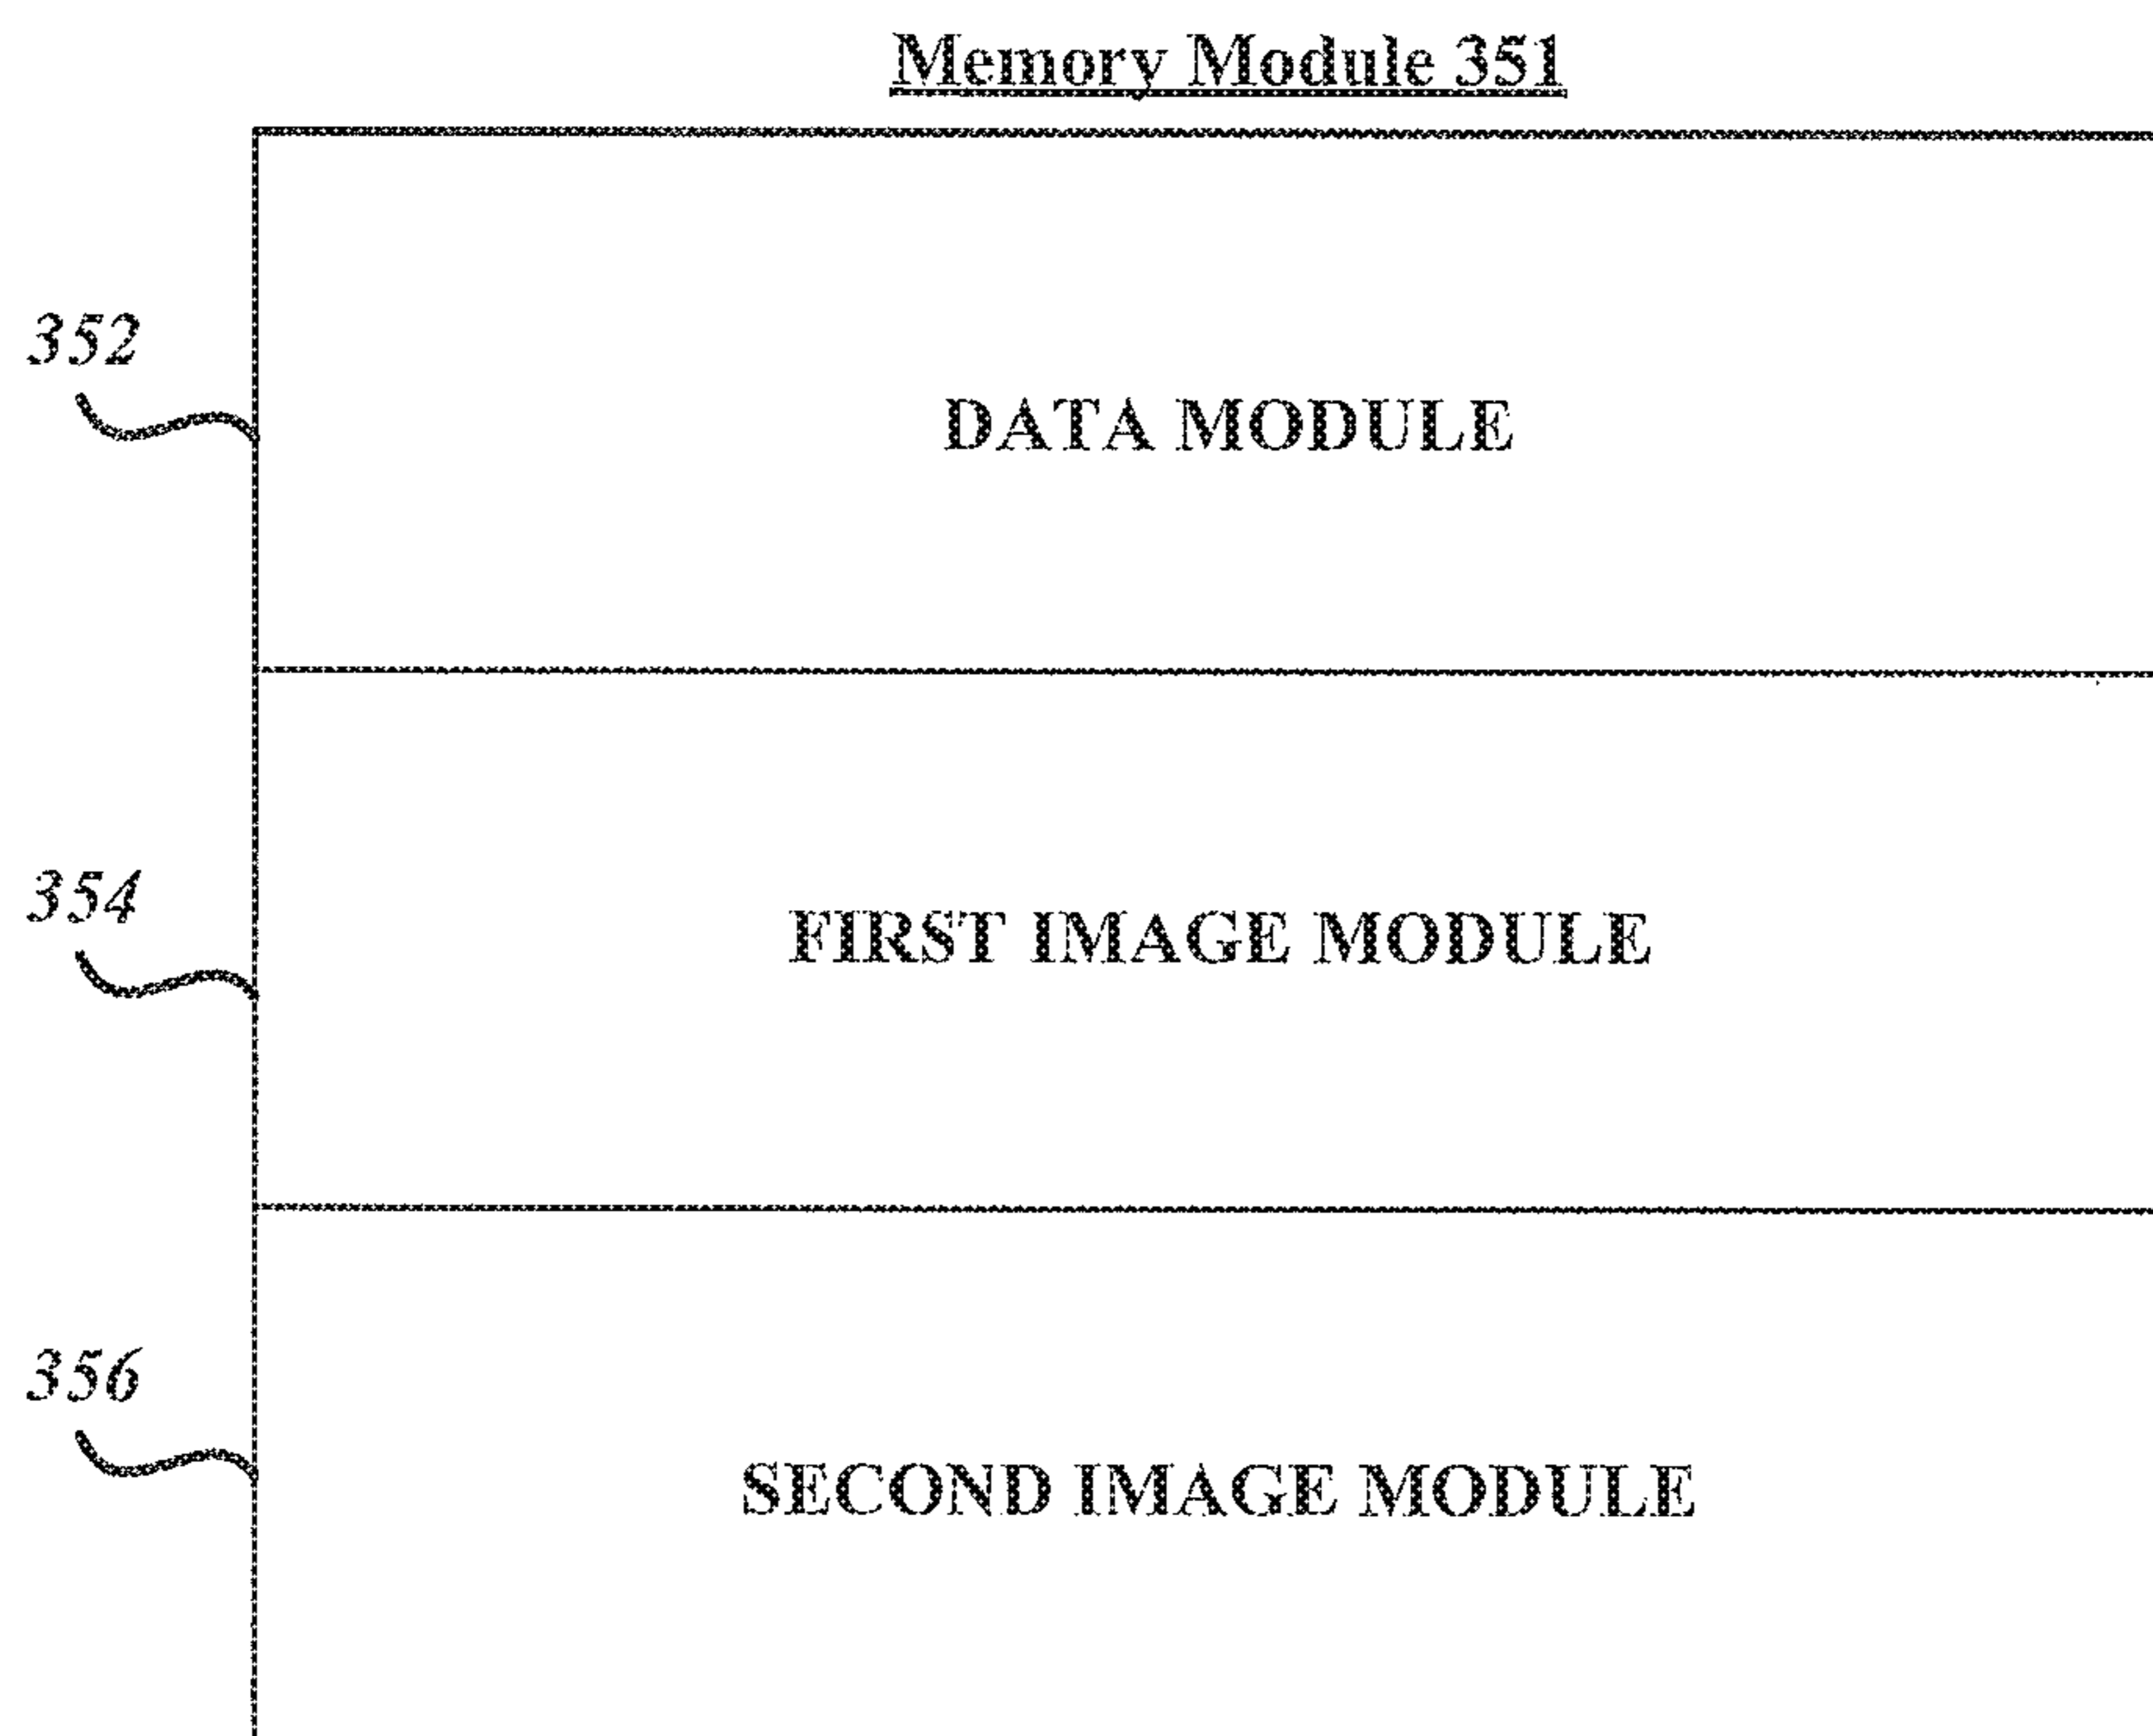 Memory Module 351
352
DATA MODULE
354
FIRST IMAGE MODULE
356
SECOND IMAGE MODULE